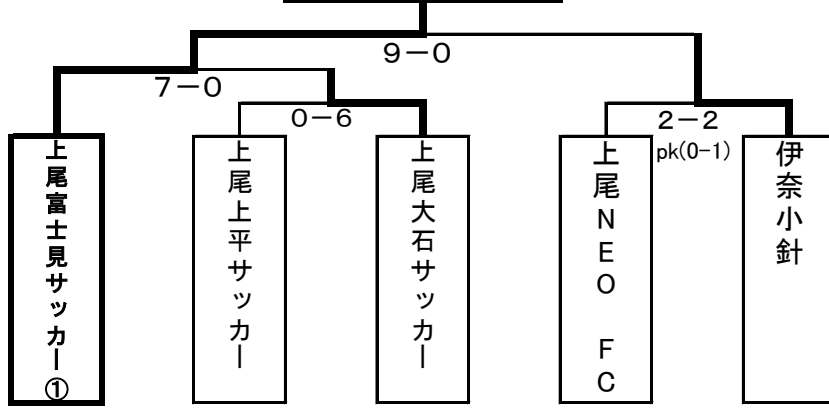 9－0
7－0
0－6
2－2
pk(0−1)
上尾富士見サッカー①
上尾上平サッカー
上尾大石サッカー
上尾NEO FC
伊奈小針